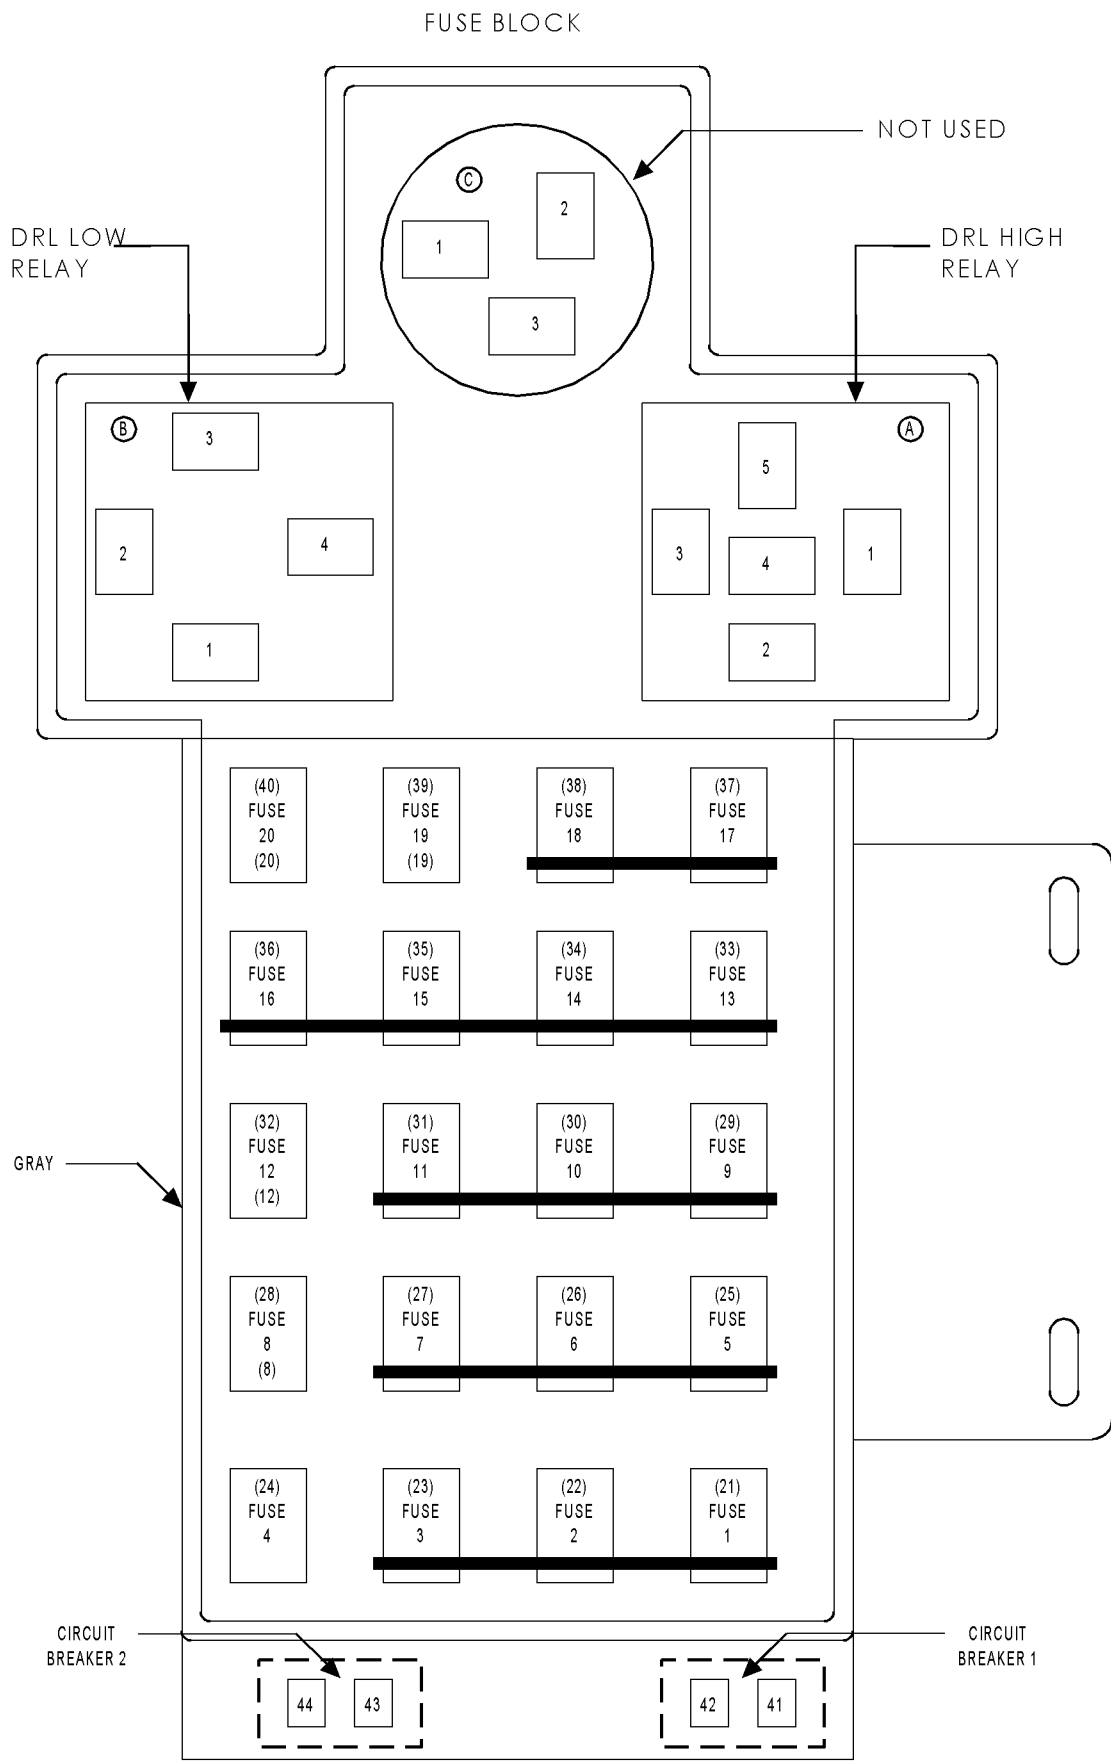 FUSE BLOCK
NOT USED
C
2
1
3
DRL LOW
RELAY
DRL HIGH
RELAY
B
3
2
4
1
A
5
3
4
1
2
(40)
FUSE
20
(20)
(39)
FUSE
19
(19)
(38)
FUSE
18
(37)
FUSE
17
(36)
FUSE
16
(35)
FUSE
15
(34)
FUSE
14
(33)
FUSE
13
(32)
FUSE
12
(12)
(31)
FUSE
11
(30)
FUSE
10
(29)
FUSE
9
GRAY
(28)
FUSE
8
(8)
(27)
FUSE
7
(26)
FUSE
6
(25)
FUSE
5
(24)
FUSE
4
(23)
FUSE
3
(22)
FUSE
2
(21)
FUSE
1
CIRCUIT
BREAKER 2
CIRCUIT
BREAKER 1
44
43
42
41